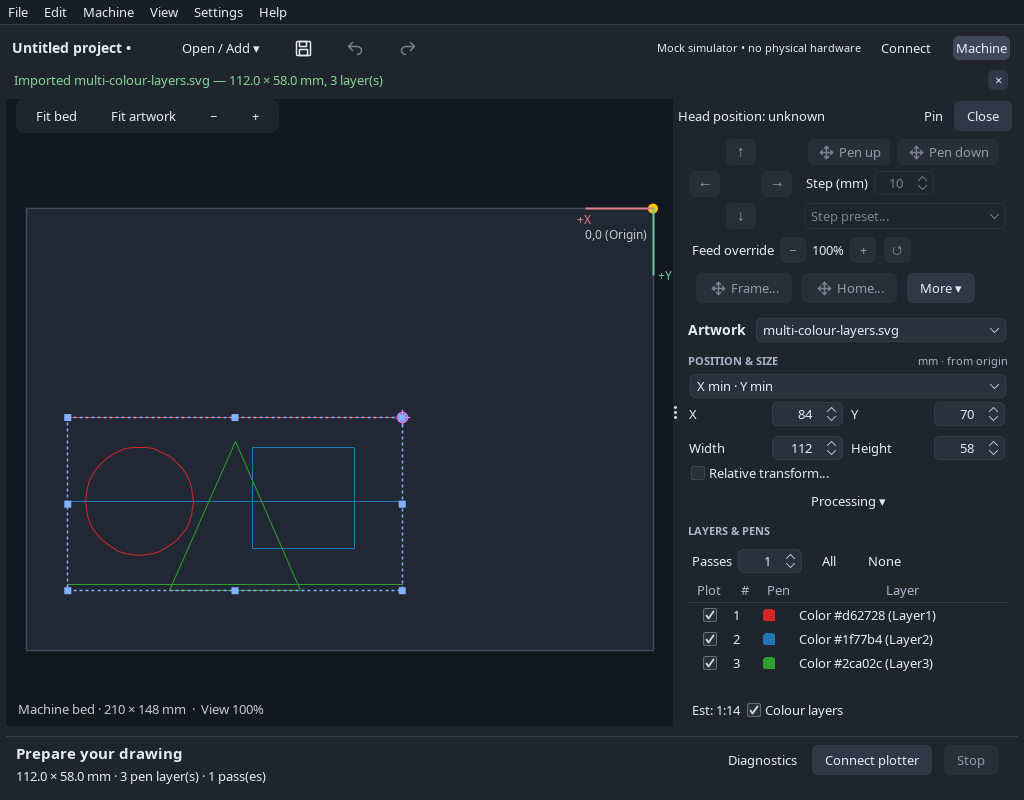 File Edit Machine View Settings Help
Untitled project • Open / Add ▾ Mock simulator • no physical hardware Connect Machine
Imported multi-colour-layers.svg — 112.0 × 58.0 mm, 3 layer(s) ×
Fit bed Fit artwork − +
Head position: unknown Pin Close
↑ Pen up Pen down
← → Step (mm) 10
↓ Step preset...
Feed override − 100% + ↺
Frame... Home... More ▾
+X
0,0 (Origin)
+Y
Artwork multi-colour-layers.svg
POSITION & SIZE mm · from origin
X min · Y min
X 84 Y 70
Width 112 Height 58
Relative transform...
Processing ▾
LAYERS & PENS
Passes 1 All None
Plot # Pen Layer
1 Color #d62728 (Layer1)
2 Color #1f77b4 (Layer2)
3 Color #2ca02c (Layer3)
Est: 1:14 Colour layers
Machine bed · 210 × 148 mm · View 100%
Prepare your drawing
112.0 × 58.0 mm · 3 pen layer(s) · 1 pass(es)
Diagnostics Connect plotter Stop